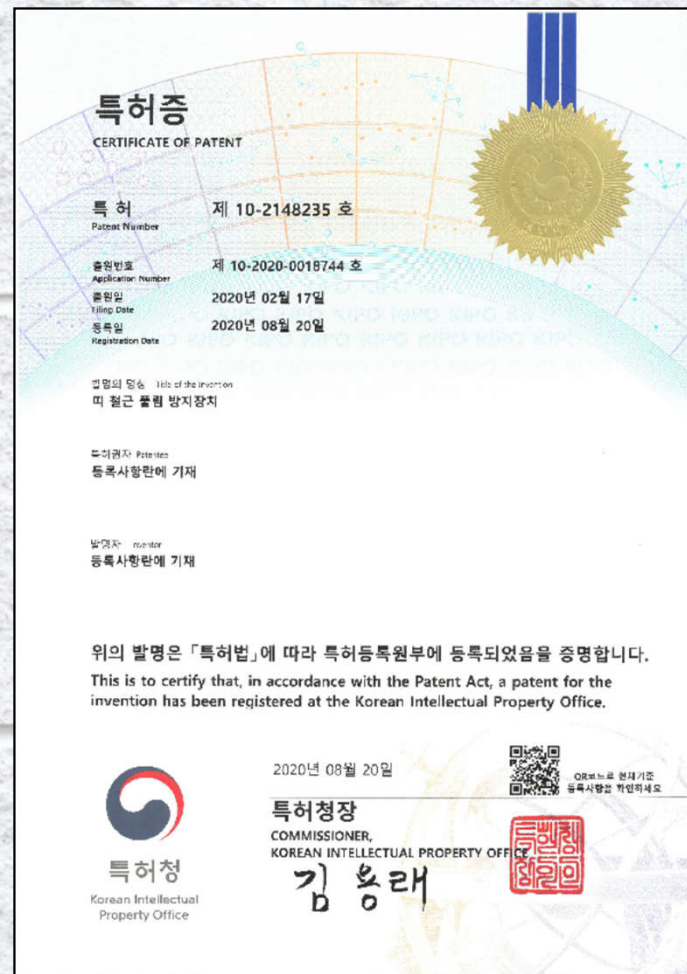 특허증
CERTIFICATE OF PATENT
특 허 제 10-2148235 호
Patent Number
출원번호 제 10-2020-0018744 호
Application Number
출원일 2020년 02월 17일
Filing Date
등록일 2020년 08월 20일
Registration Date
발명의 명칭 Title of the Invention
띠 철근 풀림 방지장치
특허권자 Patentee
등록사항란에 기재
발명자 Inventor
등록사항란에 기재
위의 발명은 「특허법」에 따라 특허등록원부에 등록되었음을 증명합니다.
This is to certify that, in accordance with the Patent Act, a patent for the
invention has been registered at the Korean Intellectual Property Office.
2020년 08월 20일
QR코드로 현재기준
등록사항을 확인하세요
특허청장
COMMISSIONER,
KOREAN INTELLECTUAL PROPERTY OFFICE
김용래
특허청
Korean Intellectual
Property Office